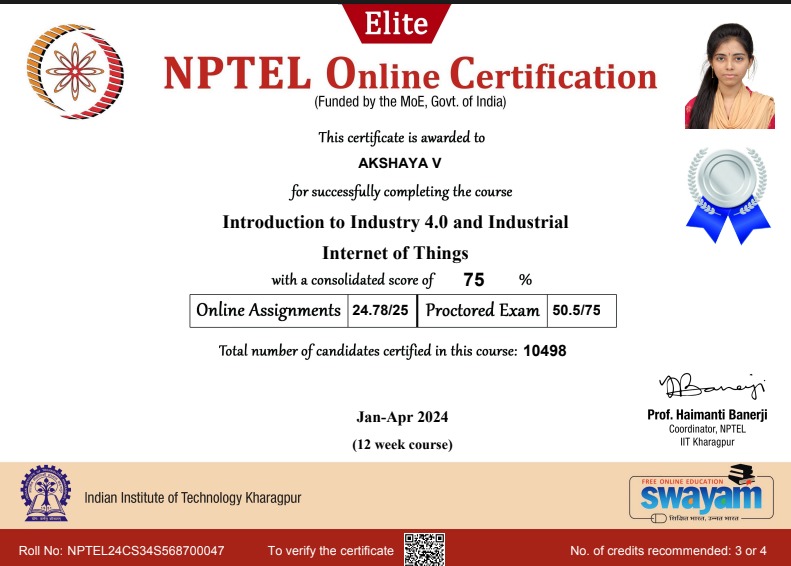 Elite
NPTEL Online Certification
(Funded by the MoE, Govt. of India)
This certificate is awarded to
AKSHAYA V
for successfully completing the course
Introduction to Industry 4.0 and Industrial
Internet of Things
with a consolidated score of 75 %
Online Assignments 24.78/25 Proctored Exam 50.5/75
Total number of candidates certified in this course: 10498
Jan-Apr 2024
(12 week course)
Prof. Haimanti Banerji
Coordinator, NPTEL
IIT Kharagpur
Indian Institute of Technology Kharagpur
FREE ONLINE EDUCATION
swayam
शिक्षित भारत, उन्नत भारत
Roll No: NPTEL24CS34S568700047 To verify the certificate No. of credits recommended: 3 or 4